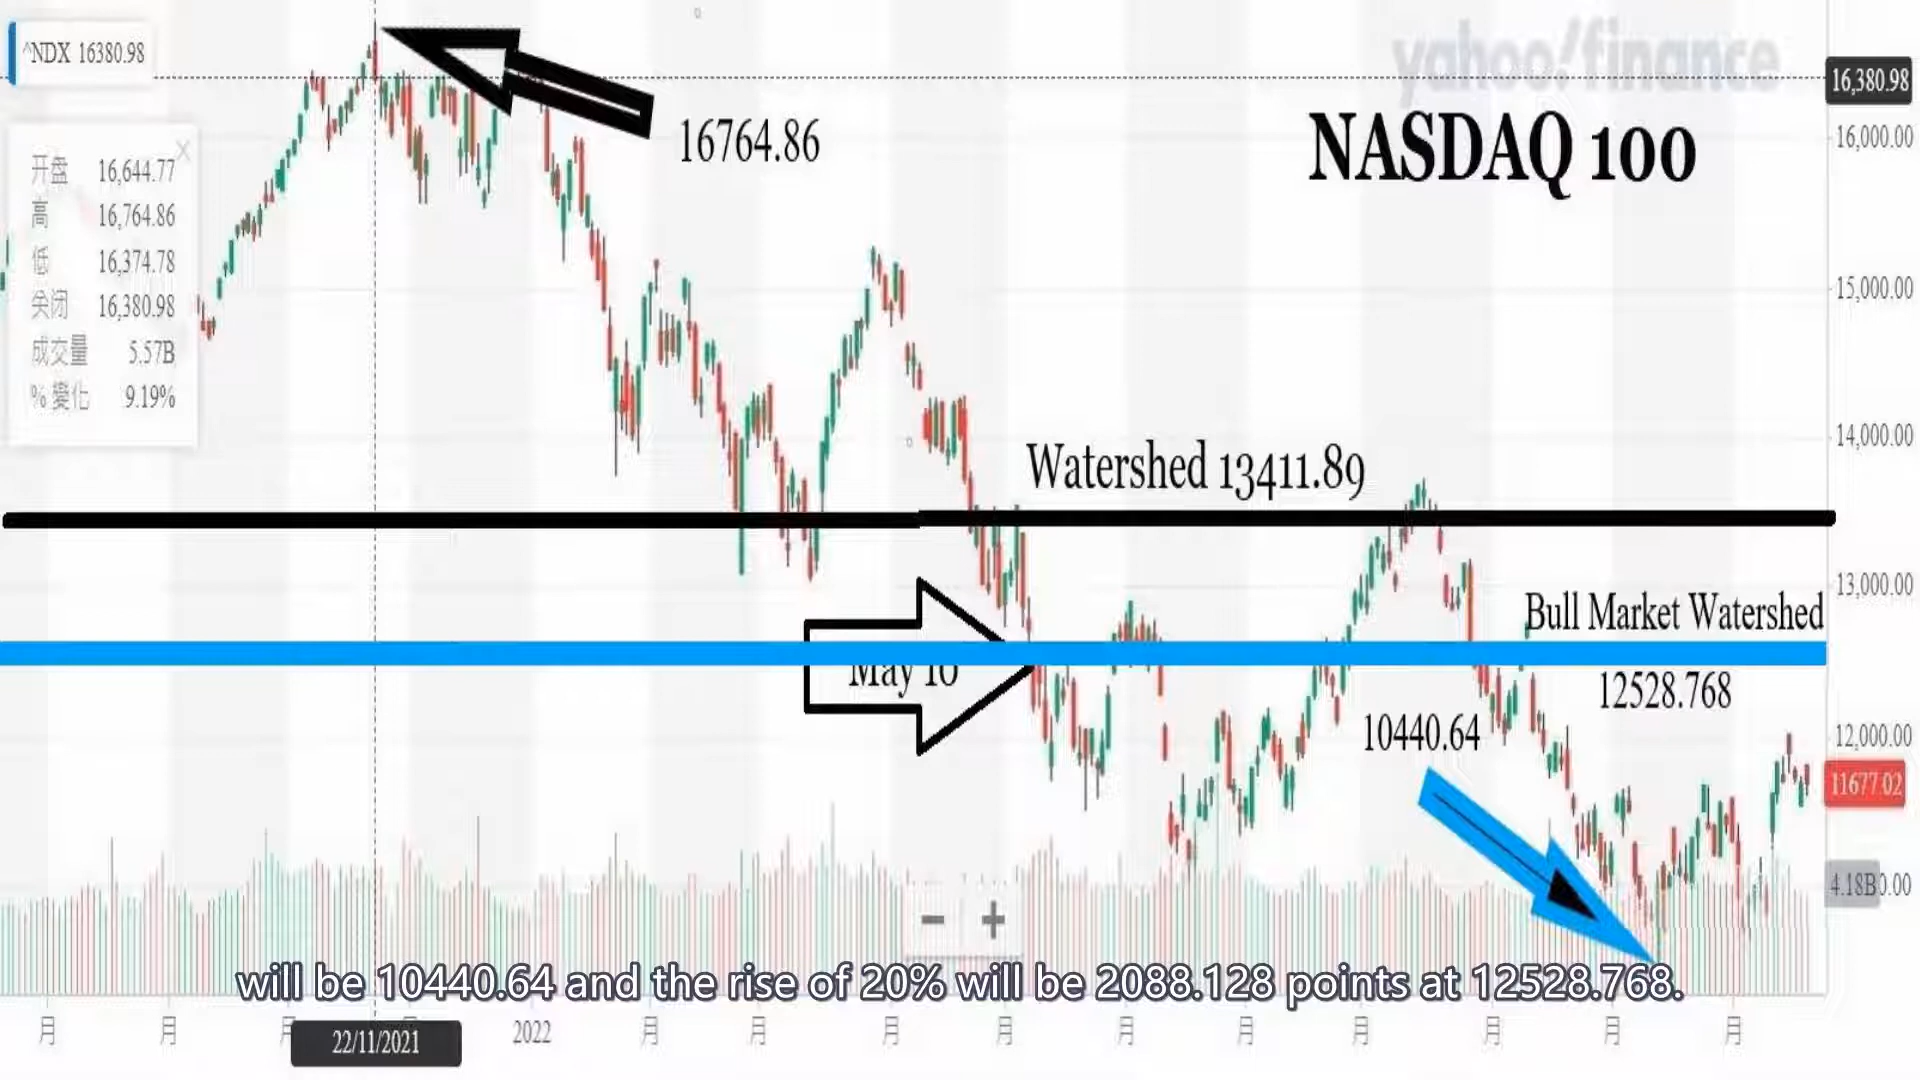 ^NDX 16380.98
yahoo!finance
16,380.98
16764.86
NASDAQ 100
16,000.00
开盘 16,644.77
高 16,764.86
低 16,374.78
关闭 16,380.98
成交量 5.57B
% 變化 9.19%
15,000.00
14,000.00
Watershed 13411.89
13,000.00
Bull Market Watershed
May 10
12528.768
10440.64
12,000.00
11677.02
4.18B
0.00
will be 10440.64 and the rise of 20% will be 2088.128 points at 12528.768.
月 月 月 22/11/2021 2022 月 月 月 月 月 月 月 月 月 月